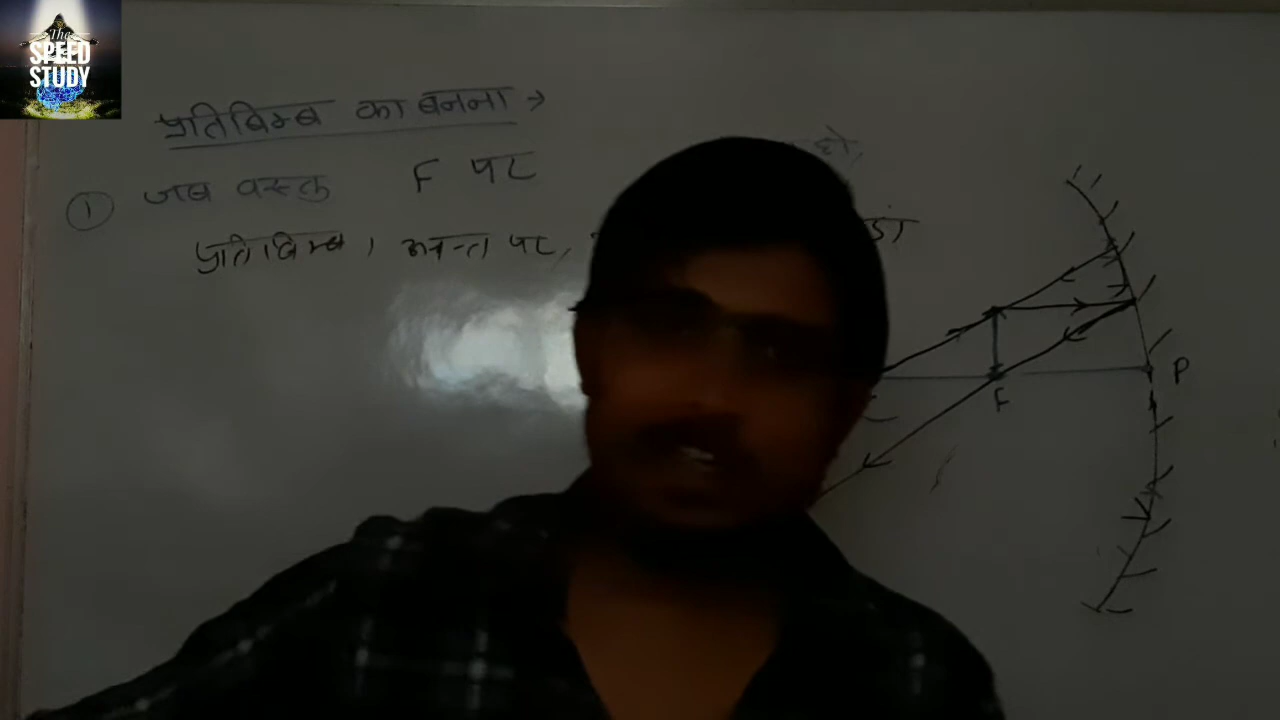 The
SPEED
STUDY
प्रतिबिम्ब का बनना →
① जब वस्तु F पर हो,
प्रतिबिम्ब, अनन्त पर,
F
P